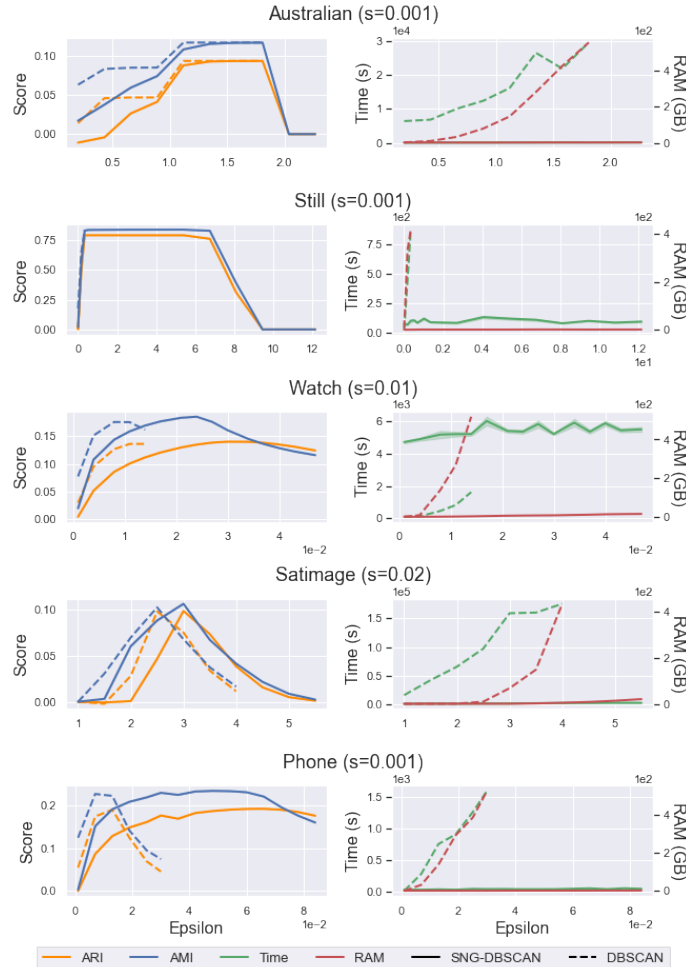 Australian (s=0.001)
Score
0.10
0.05
0.00
0.5 1.0 1.5 2.0
1e4
1e2
Time (s)
3
2
1
0
RAM (GB)
4
2
0
0.5 1.0 1.5 2.0
Still (s=0.001)
Score
0.75
0.50
0.25
0.00
0 2 4 6 8 10 12
1e2
1e2
Time (s)
7.5
5.0
2.5
0.0
RAM (GB)
4
2
0
0.0 0.2 0.4 0.6 0.8 1.0 1.2
1e1
Watch (s=0.01)
Score
0.15
0.10
0.05
0.00
0 1 2 3 4
1e−2
1e3
1e2
Time (s)
6
4
2
0
RAM (GB)
4
2
0
0 1 2 3 4
1e−2
Satimage (s=0.02)
Score
0.10
0.05
0.00
1 2 3 4 5
1e5
1e2
Time (s)
1.5
1.0
0.5
0.0
RAM (GB)
4
2
0
1 2 3 4 5
Phone (s=0.001)
Score
0.2
0.1
0.0
0 2 4 6 8
1e−2
Epsilon
1e3
1e2
Time (s)
1.5
1.0
0.5
0.0
RAM (GB)
4
2
0
0 2 4 6 8
1e−2
Epsilon
ARI AMI Time RAM SNG-DBSCAN DBSCAN